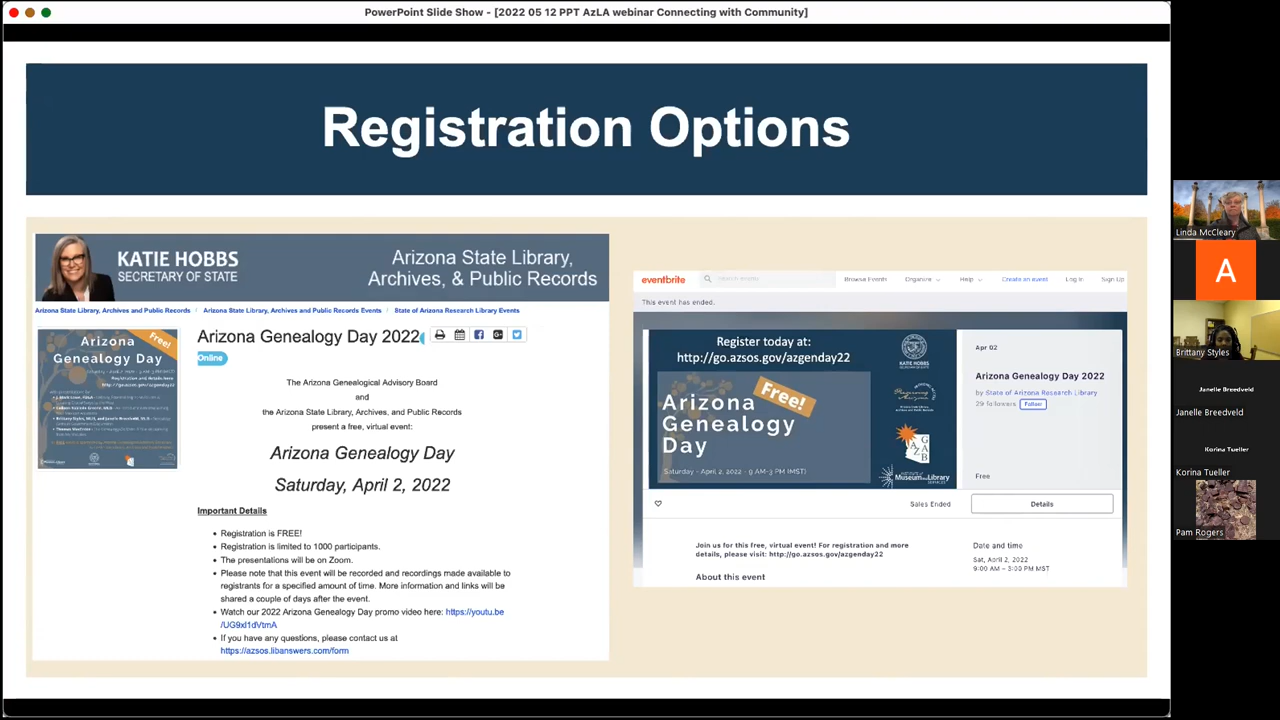 PowerPoint Slide Show - [2022 05 12 PPT AzLA webinar Connecting with Community]
Registration Options
KATIE HOBBS
SECRETARY OF STATE
Arizona State Library,
Archives, & Public Records
Arizona State Library, Archives and Public Records / Arizona State Library, Archives and Public Records Events / State of Arizona Research Library Events
Arizona
Genealogy Day
Free!
Arizona Genealogy Day 2022
Online
The Arizona Genealogical Advisory Board
and
the Arizona State Library, Archives, and Public Records
present a free, virtual event:
Arizona Genealogy Day
Saturday, April 2, 2022
Important Details
• Registration is FREE!
• Registration is limited to 1000 participants.
• The presentations will be on Zoom.
• Please note that this event will be recorded and recordings made available to
registrants for a specified amount of time. More information and links will be
shared a couple of days after the event.
• Watch our 2022 Arizona Genealogy Day promo video here: https://youtu.be
/UG9xl1dVtmA
• If you have any questions, please contact us at
https://azsos.libanswers.com/form
eventbrite
Search events
Browse Events
Organize
Help
Create an event
Log In
Sign Up
This event has ended.
Register today at:
http://go.azsos.gov/azgenday22
Free!
Arizona
Genealogy
Day
Saturday - April 2, 2022 - 9 AM-3 PM (MST)
KATIE HOBBS
AZ
GAB
Museum and Library
Apr 02
Arizona Genealogy Day 2022
by State of Arizona Research Library
29 followers
Follow
Free
Sales Ended
Details
Join us for this free, virtual event! For registration and more
details, please visit: http://go.azsos.gov/azgenday22
About this event
Date and time
Sat, April 2, 2022
9:00 AM – 3:00 PM MST
Linda McCleary
A
Brittany Styles
Janelle Breedveld
Janelle Breedveld
Korina Tueller
Korina Tueller
Pam Rogers